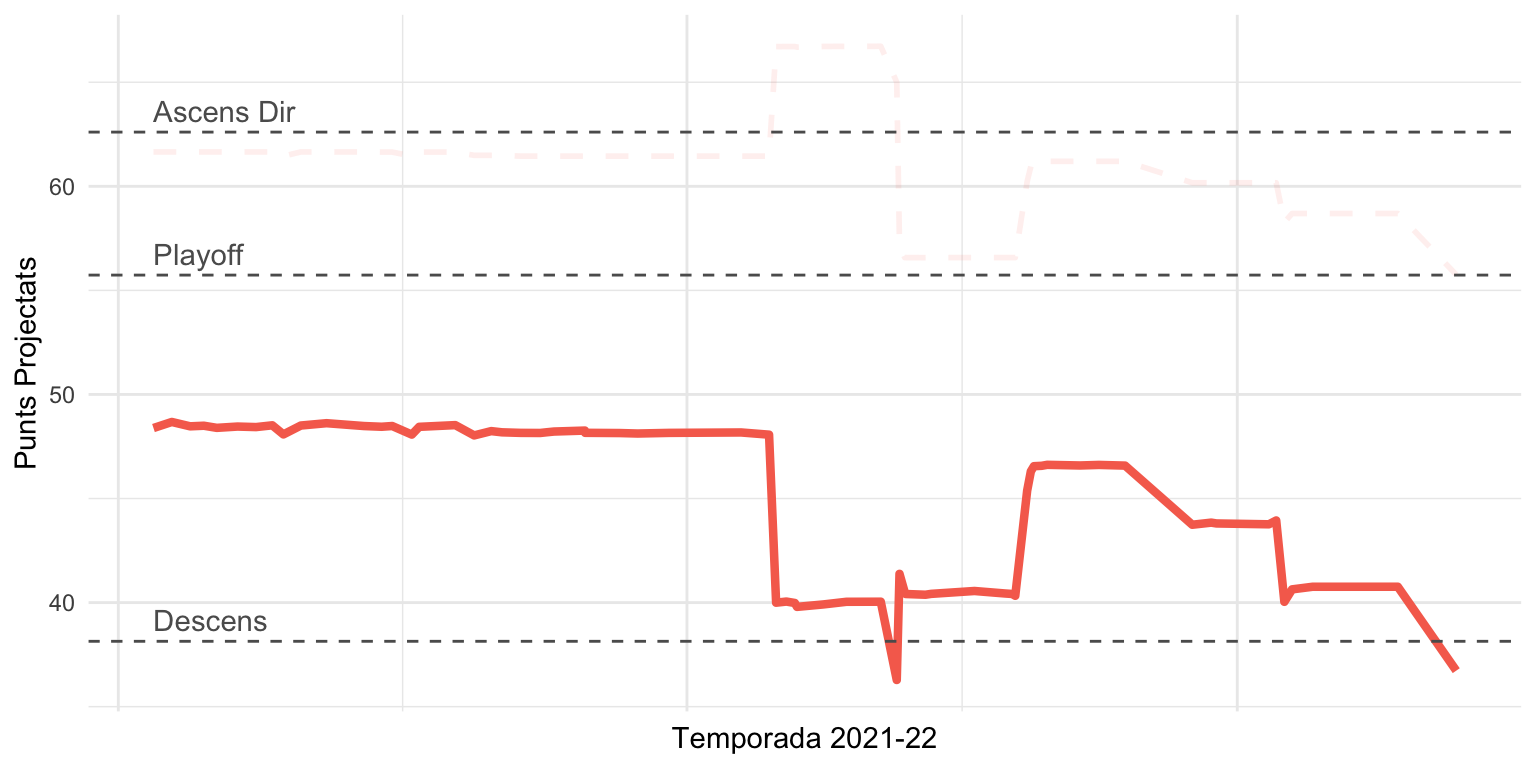 Ascens Dir
60
Playoff
Punts Projectats
50
40
Descens
Temporada 2021-22